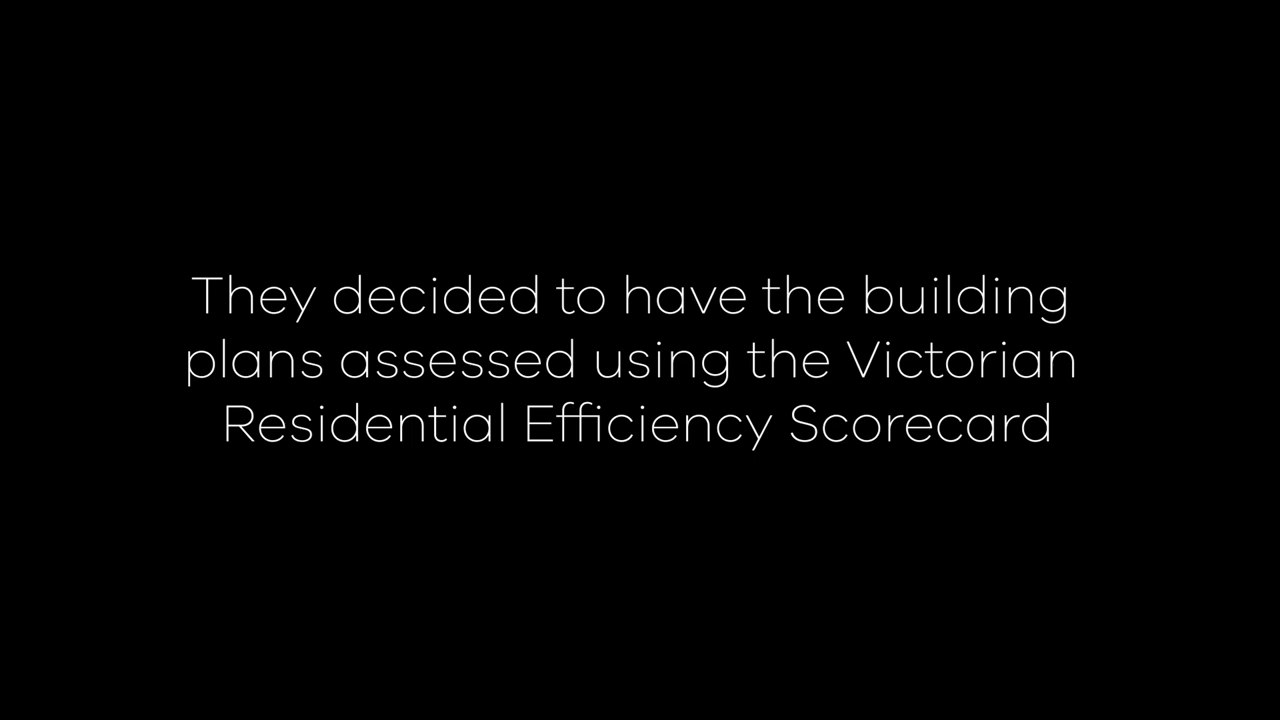 They decided to have the building
plans assessed using the Victorian
Residential Efficiency Scorecard